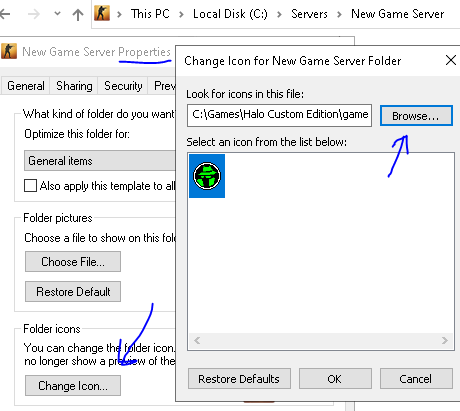 This PC > Local Disk (C:) > Servers > New Game Server
New Game Server Properties
General Sharing Security Prev
What kind of folder do you want
Optimize this folder for:
General items
Also apply this template to all
Folder pictures
Choose a file to show on this fold
Choose File...
Restore Default
Folder icons
You can change the folder icon.
no longer show a preview of the
Change Icon...
Change Icon for New Game Server Folder
Look for icons in this file:
C:\Games\Halo Custom Edition\game
Browse...
Select an icon from the list below:
Restore Defaults OK Cancel